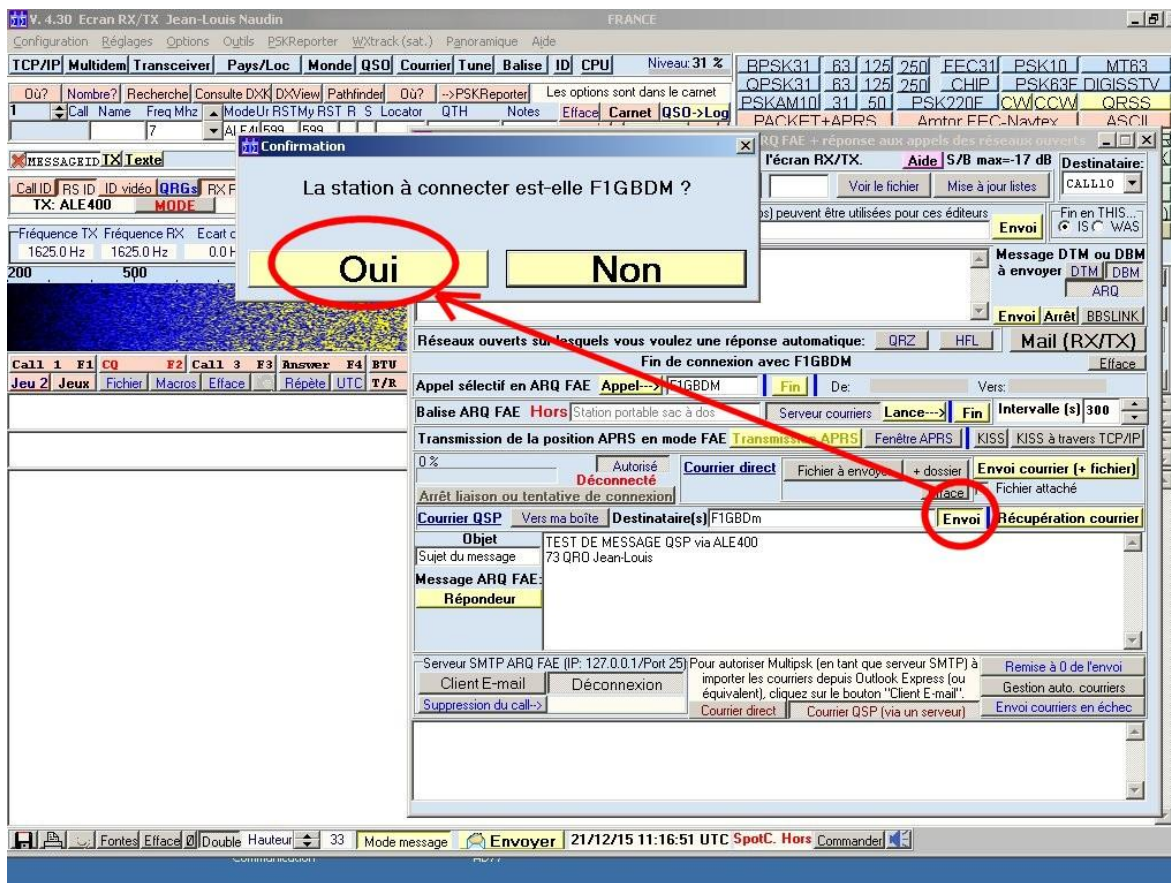 V. 4.30 Ecran RX/TX Jean-Louis Naudin FRANCE
Configuration Réglages Options Outils PSKReporter WXtrack (sat.) Panoramique Aide
TCP/IP Multidem Transceiver Pays/Loc Monde QSO Courrier Tune Balise ID CPU Niveau: 31 %
BPSK31 63 125 250 FEC31 PSK10 MT63
QPSK31 63 125 250 CHIP PSK63F DIGISSTV
Où? Nombre? Recherche Consulte DXK DXView Pathfinder Où? -->PSKReporter Les options sont dans le carnet
PSKAM10 31 50 PSK220F CW CCW QRSS
1 Call Name Freq Mhz ModeUr RST My RST R S Locator QTH Notes Efface Carnet QSO->Log
PACKET+APRS Amtor FEC-Navtex ASCII
7 599 599
Confirmation
RQ FAE + réponse aux appels des réseaux ouverts
MESSAGEID TX Texte
La station à connecter est-elle F1GBDM ?
Oui
Non
l'écran RX/TX. Aide S/B max=-17 dB Destinataire:
Voir le fichier Mise à jour listes CALL10
Call ID RS ID ID vidéo QRGs
TX: ALE400 MODE
peuvent être utilisées pour ces éditeurs Envoi Fin en THIS...
IS WAS
Fréquence TX Fréquence RX Ecart
1625.0 Hz 1625.0 Hz 0.0 H
200 500
Message DTM ou DBM
à envoyer DTM DBM
ARQ
Envoi Arrêt BBSLINK
Réseaux ouverts sur lesquels vous voulez une réponse automatique: QRZ HFL Mail (RX/TX)
Fin de connexion avec F1GBDM Efface
Call 1 F1 CQ F2 Call 3 F3 Answer F4 BTU
Jeu 2 Jeux Fichier Macros Efface Répète UTC T/R
Appel sélectif en ARQ FAE Appel---> F1GBDM Fin De: Vers:
Balise ARQ FAE Hors Station portable sac à dos Serveur courriers Lance---> Fin Intervalle (s) 300
Transmission de la position APRS en mode FAE Transmission APRS Fenêtre APRS KISS KISS à travers TCP/IP
0 % Autorisé Courrier direct Fichier à envoyer + dossier Envoi courrier (+ fichier)
Déconnecté
Arrêt liaison ou tentative de connexion Efface Fichier attaché
Courrier QSP Vers ma boîte Destinataire(s) F1GBDm Envoi Récupération courrier
Objet
Sujet du message
TEST DE MESSAGE QSP via ALE400
73 QRO Jean-Louis
Message ARQ FAE:
Répondeur
Serveur SMTP ARQ FAE (IP: 127.0.0.1/Port 25)
Client E-mail Déconnexion
Suppression du call->
Pour autoriser Multipsk (en tant que serveur SMTP) à
importer les courriers depuis Outlook Express (ou
équivalent), cliquez sur le bouton "Client E-mail".
Courrier direct Courrier QSP (via un serveur)
Remise à 0 de l'envoi
Gestion auto. courriers
Envoi courriers en échec
Fontes Efface Ø Double Hauteur 33 Mode message Envoyer 21/12/15 11:16:51 UTC SpotC. Hors Commander